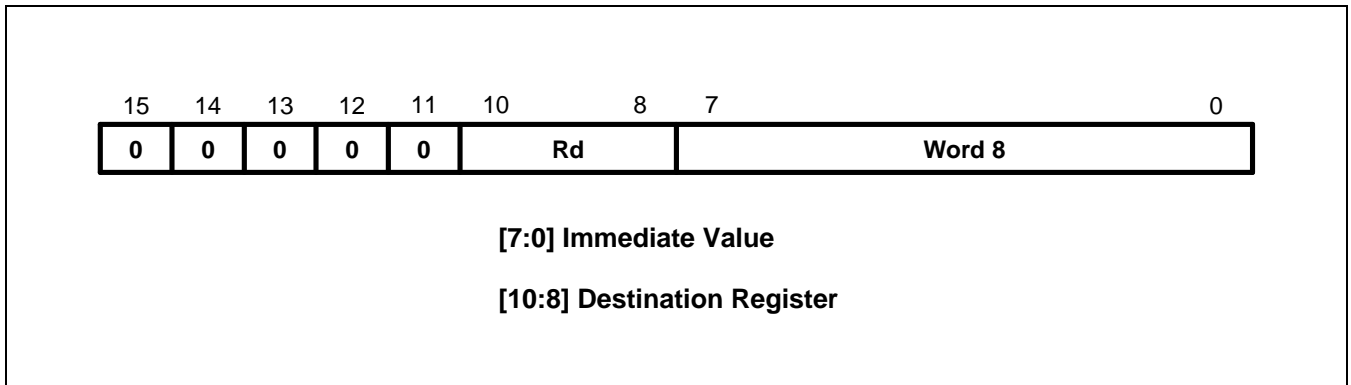 15 14 13 12 11 10 8 7 0
0 0 0 0 0 Rd Word 8
[7:0] Immediate Value
[10:8] Destination Register